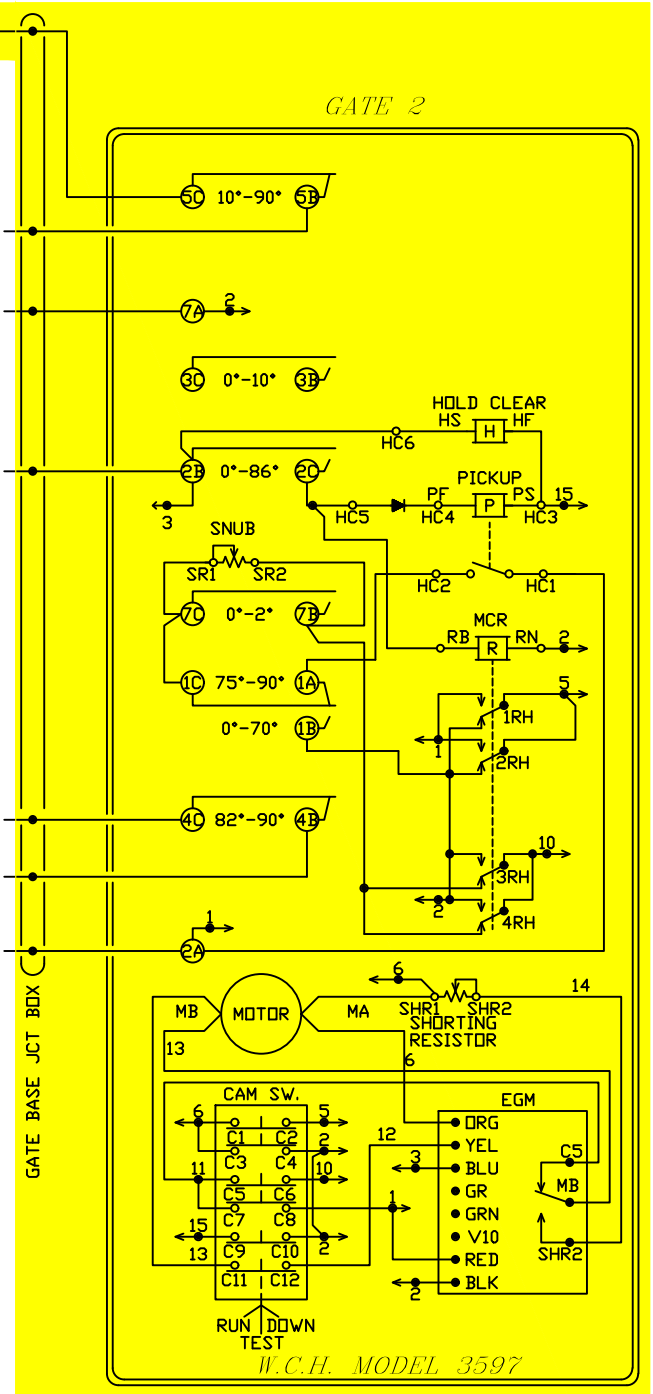 GATE 2
5C 10°-90° 5B
7A 2
3C 0°-10° 3B
HOLD CLEAR
HS H HF
HC6
2B 0°-86° 2C
PICKUP
PF P PS 15
HC5 HC4 HC3
3
SNUB
SR1 SR2
HC2 HC1
7C 0°-2° 7B
MCR
RB R RN 2
1C 75°-90° 1A
5
1RH
0°-70° 1B
1
2RH
4C 82°-90° 4B
10
3RH
2
4RH
1
2A
GATE BASE JCT BOX
6
14
MB MOTOR MA
SHR1 SHR2
SHORTING
RESISTOR
13
6
CAM SW.
EGM
6 5
C1 C2
2
C3 C4
11 10
C5 C6
C7 C8
1
15 2
C9 C10
13
C11 C12
12
ORG
YEL
3 BLU
GR
GRN
V10
RED
2 BLK
C5
MB
SHR2
RUN DOWN
TEST
W.C.H. MODEL 3597